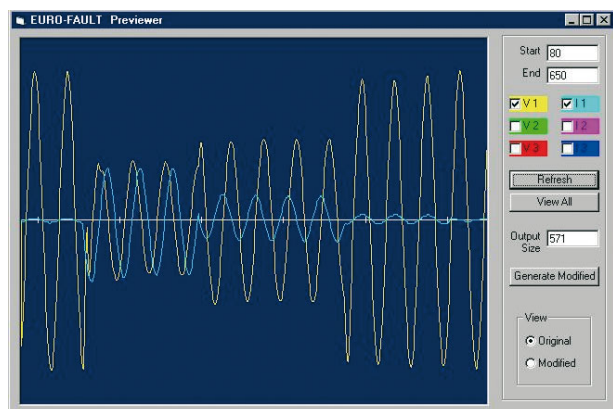 EURO-FAULT Previewer
Start 80
End 650
V 1 I 1
V 2 I 2
V 3
Refresh
View All
Output Size 571
Generate Modified
View
Original
Modified